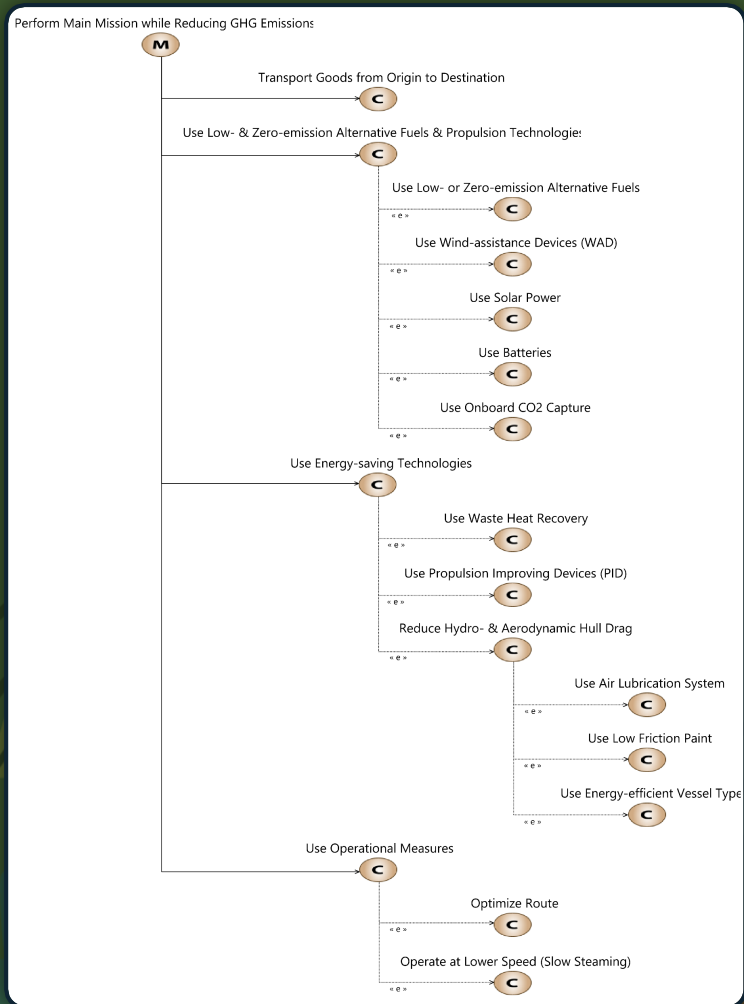 Perform Main Mission while Reducing GHG Emissions
M
Transport Goods from Origin to Destination
C
Use Low- & Zero-emission Alternative Fuels & Propulsion Technologies
C
Use Low- or Zero-emission Alternative Fuels
C
« e »
Use Wind-assistance Devices (WAD)
C
« e »
Use Solar Power
C
« e »
Use Batteries
C
« e »
Use Onboard CO2 Capture
C
« e »
Use Energy-saving Technologies
C
Use Waste Heat Recovery
C
« e »
Use Propulsion Improving Devices (PID)
C
« e »
Reduce Hydro- & Aerodynamic Hull Drag
C
« e »
Use Air Lubrication System
C
« e »
Use Low Friction Paint
C
« e »
Use Energy-efficient Vessel Type
C
« e »
Use Operational Measures
C
Optimize Route
C
« e »
Operate at Lower Speed (Slow Steaming)
C
« e »